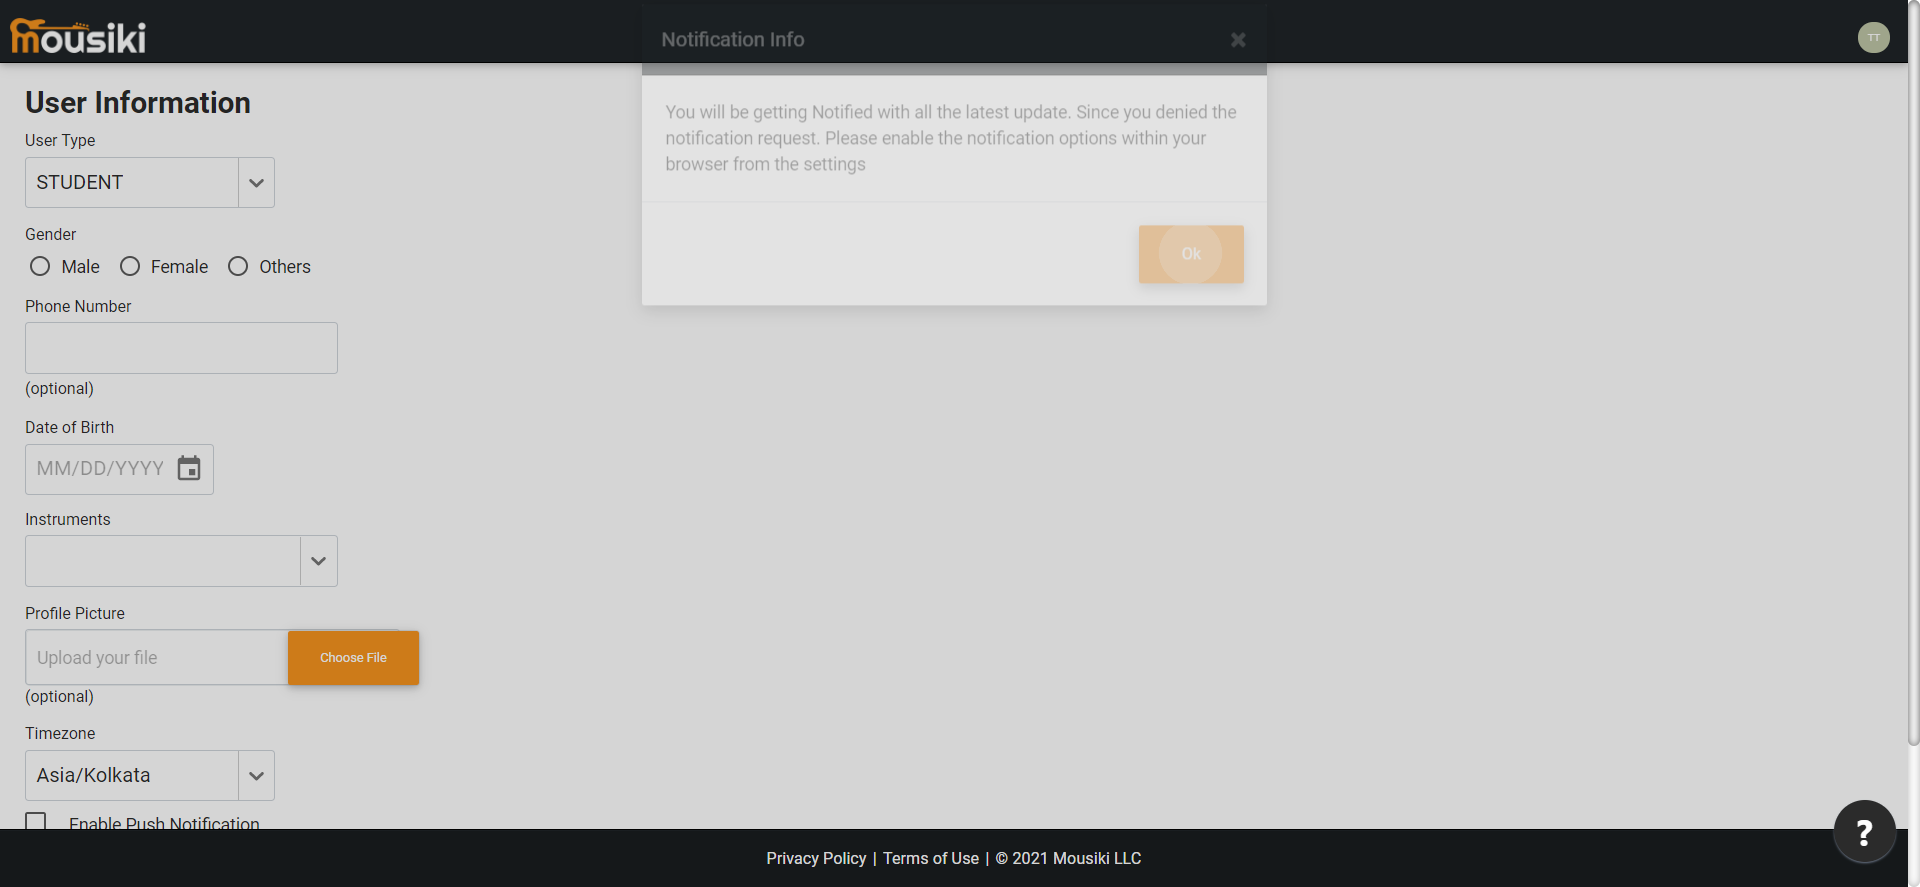 mousiki
Notification Info
TT
User Information
You will be getting Notified with all the latest update. Since you denied the
notification request. Please enable the notification options within your
browser from the settings
User Type
STUDENT
Ok
Gender
Male Female Others
Phone Number
(optional)
Date of Birth
MM/DD/YYYY
Instruments
Profile Picture
Upload your file Choose File
(optional)
Timezone
Asia/Kolkata
Enable Push Notification
?
Privacy Policy | Terms of Use | © 2021 Mousiki LLC